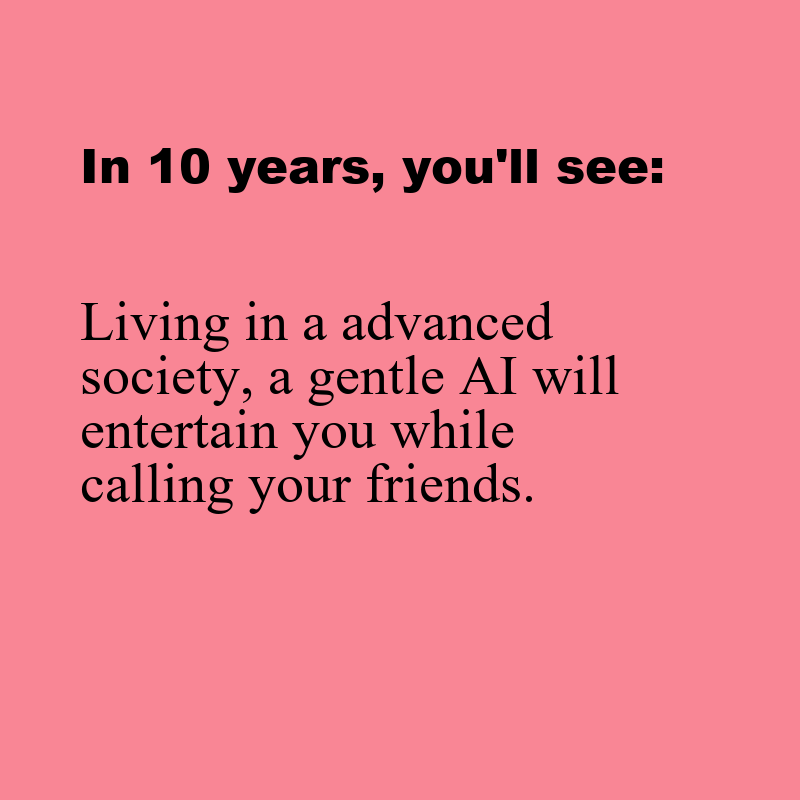 In 10 years, you'll see:
Living in a advanced
society, a gentle AI will
entertain you while
calling your friends.